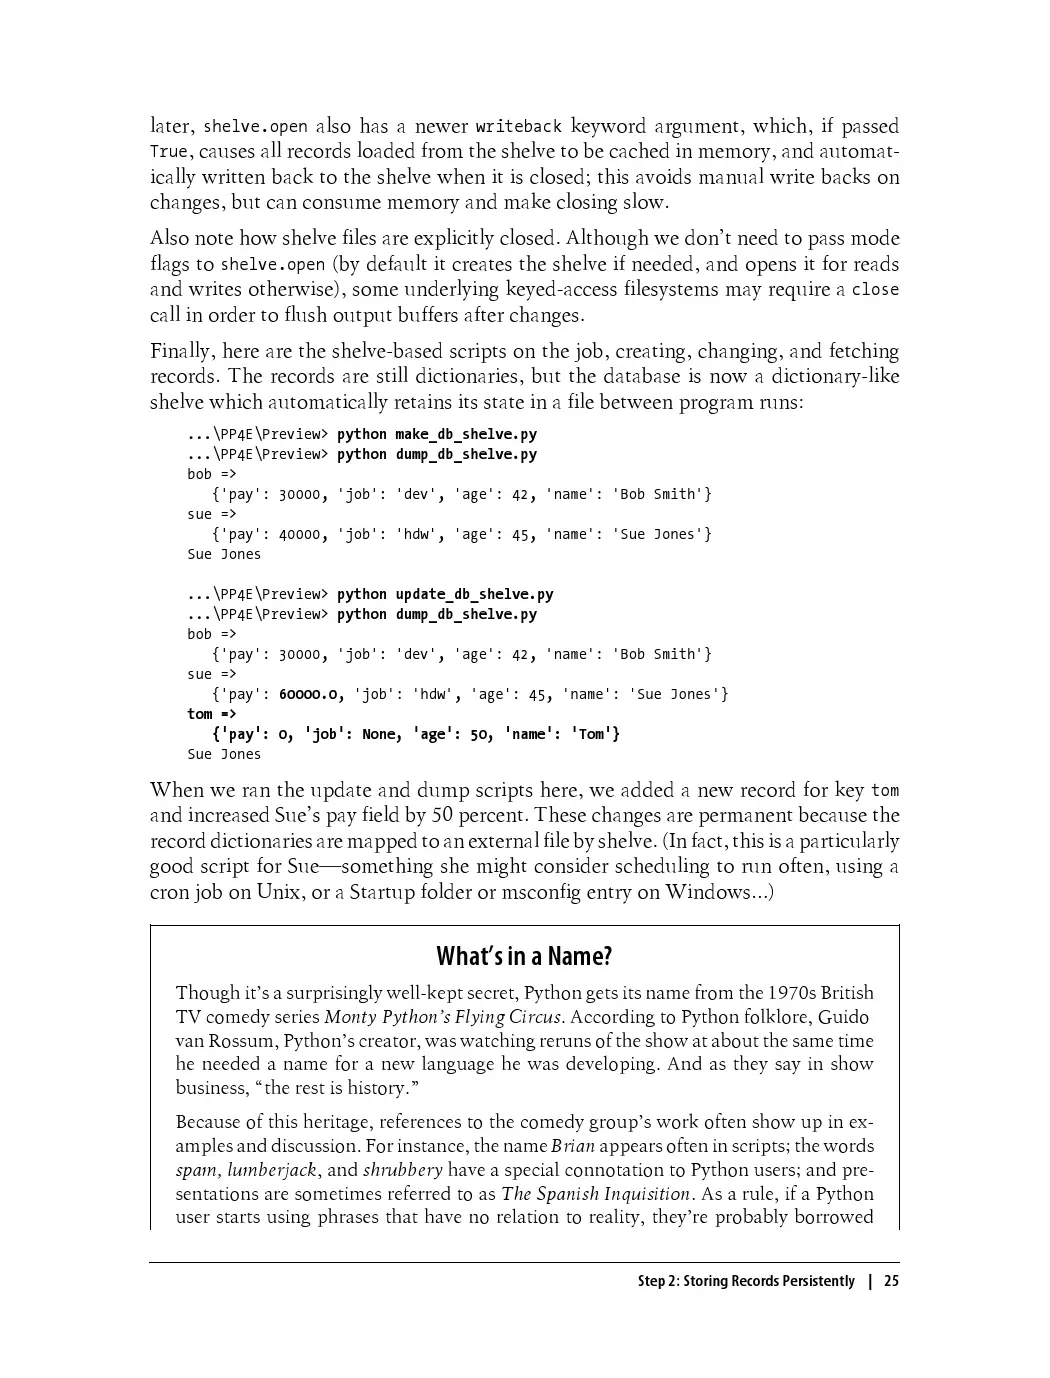 later, shelve.open also has a newer writeback keyword argument, which, if passed
True, causes all records loaded from the shelve to be cached in memory, and automat-
ically written back to the shelve when it is closed; this avoids manual write backs on
changes, but can consume memory and make closing slow.
Also note how shelve files are explicitly closed. Although we don’t need to pass mode
flags to shelve.open (by default it creates the shelve if needed, and opens it for reads
and writes otherwise), some underlying keyed-access filesystems may require a close
call in order to flush output buffers after changes.
Finally, here are the shelve-based scripts on the job, creating, changing, and fetching
records. The records are still dictionaries, but the database is now a dictionary-like
shelve which automatically retains its state in a file between program runs:
...\PP4E\Preview> python make_db_shelve.py
...\PP4E\Preview> python dump_db_shelve.py
bob =>
{'pay': 30000, 'job': 'dev', 'age': 42, 'name': 'Bob Smith'}
sue =>
{'pay': 40000, 'job': 'hdw', 'age': 45, 'name': 'Sue Jones'}
Sue Jones
...\PP4E\Preview> python update_db_shelve.py
...\PP4E\Preview> python dump_db_shelve.py
bob =>
{'pay': 30000, 'job': 'dev', 'age': 42, 'name': 'Bob Smith'}
sue =>
{'pay': 60000.0, 'job': 'hdw', 'age': 45, 'name': 'Sue Jones'}
tom =>
{'pay': 0, 'job': None, 'age': 50, 'name': 'Tom'}
Sue Jones
When we ran the update and dump scripts here, we added a new record for key tom
and increased Sue’s pay field by 50 percent. These changes are permanent because the
record dictionaries are mapped to an external file by shelve. (In fact, this is a particularly
good script for Sue—something she might consider scheduling to run often, using a
cron job on Unix, or a Startup folder or msconfig entry on Windows...)
What’s in a Name?
Though it’s a surprisingly well-kept secret, Python gets its name from the 1970s British
TV comedy series Monty Python’s Flying Circus. According to Python folklore, Guido
van Rossum, Python’s creator, was watching reruns of the show at about the same time
he needed a name for a new language he was developing. And as they say in show
business, “the rest is history.”
Because of this heritage, references to the comedy group’s work often show up in ex-
amples and discussion. For instance, the name Brian appears often in scripts; the words
spam, lumberjack, and shrubbery have a special connotation to Python users; and pre-
sentations are sometimes referred to as The Spanish Inquisition. As a rule, if a Python
user starts using phrases that have no relation to reality, they’re probably borrowed
Step 2: Storing Records Persistently | 25